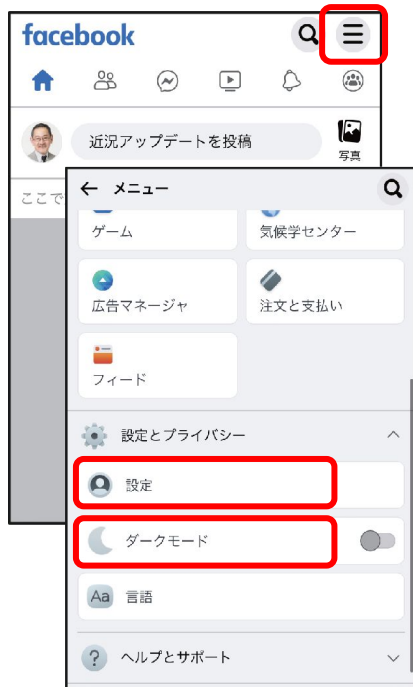 facebook
近況アップデートを投稿
写真
ここで
メニュー
ゲーム
気候学センター
広告マネージャ
注文と支払い
フィード
設定とプライバシー
設定
ダークモード
Aa 言語
? ヘルプとサポート